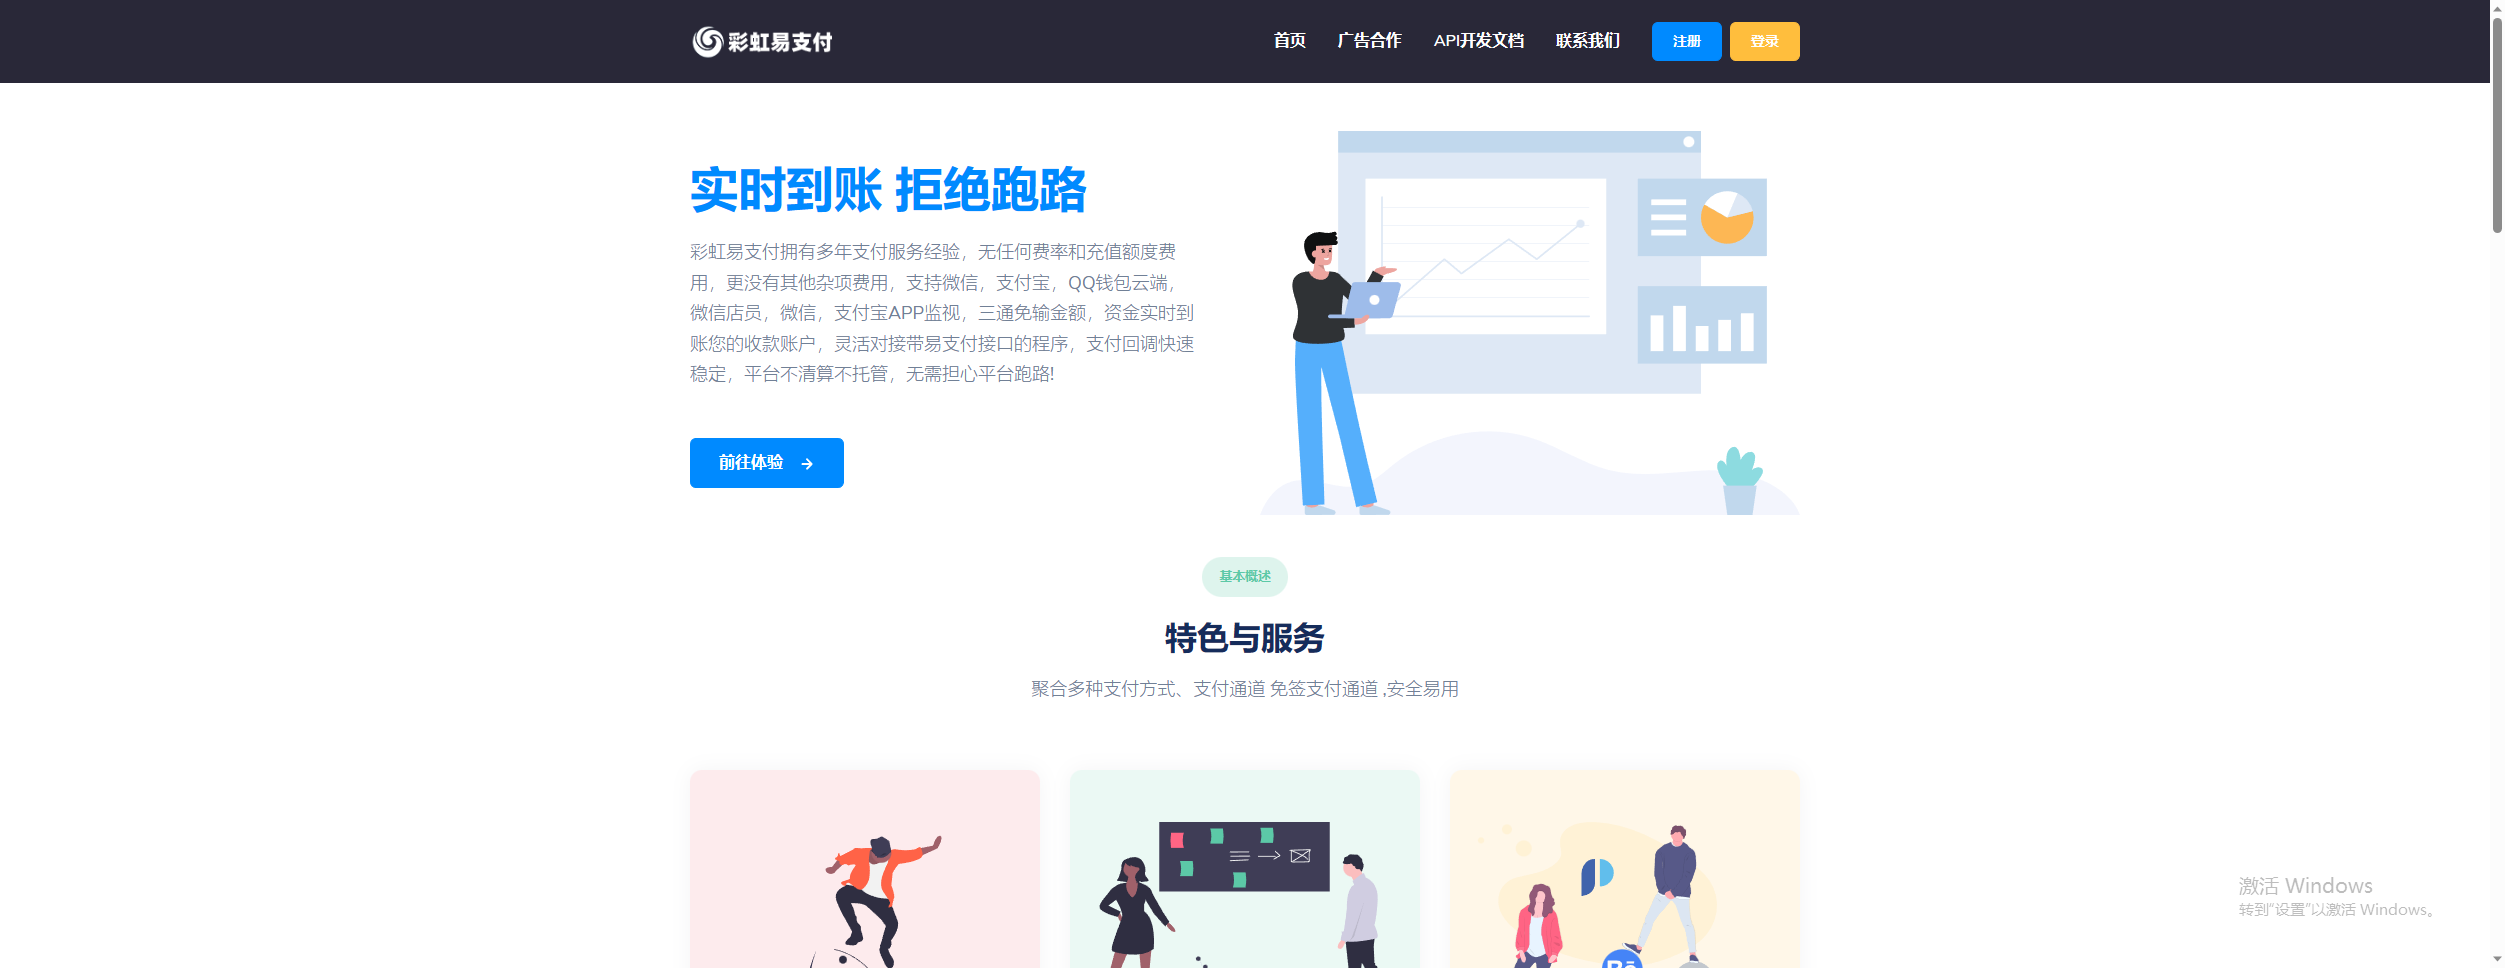 彩虹易支付
首页 广告合作 API开发文档 联系我们 注册 登录
实时到账 拒绝跑路
彩虹易支付拥有多年支付服务经验，无任何费率和充值额度费
用，更没有其他杂项费用，支持微信，支付宝，QQ钱包云端，
微信店员，微信，支付宝APP监视，三通免输金额，资金实时到
账您的收款账户，灵活对接带易支付接口的程序，支付回调快速
稳定，平台不清算不托管，无需担心平台跑路!
前往体验
基本概述
特色与服务
聚合多种支付方式、支付通道 免签支付通道 ,安全易用
激活 Windows
转到"设置"以激活 Windows。